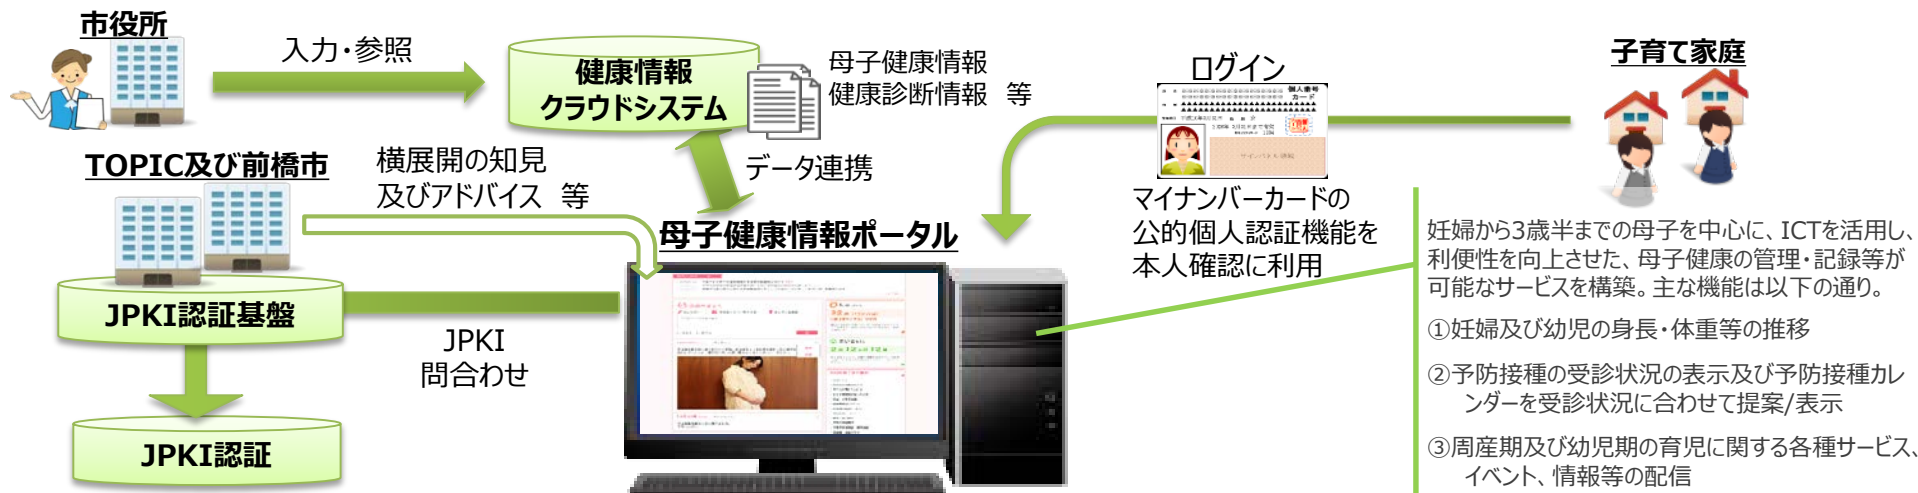 市役所
入力・参照
健康情報
クラウドシステム
母子健康情報
健康診断情報　等
ログイン
個人番号
カード
子育て家庭
TOPIC及び前橋市
横展開の知見
及びアドバイス　等
データ連携
マイナンバーカードの
公的個人認証機能を
本人確認に利用
母子健康情報ポータル
JPKI認証基盤
JPKI
問合わせ
JPKI認証
妊婦から3歳半までの母子を中心に、ICTを活用し、
利便性を向上させた、母子健康の管理・記録等が
可能なサービスを構築。主な機能は以下の通り。
①妊婦及び幼児の身長・体重等の推移
②予防接種の受診状況の表示及び予防接種カレ
ンダーを受診状況に合わせて提案/表示
③周産期及び幼児期の育児に関する各種サービス、
イベント、情報等の配信